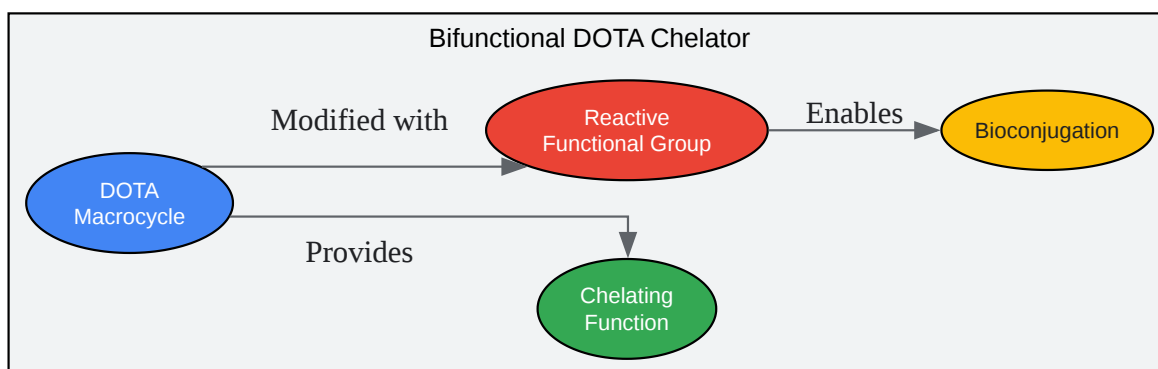 Bifunctional DOTA Chelator
Modified with
Reactive
Functional Group
Enables
Bioconjugation
DOTA
Macrocycle
Provides
Chelating
Function